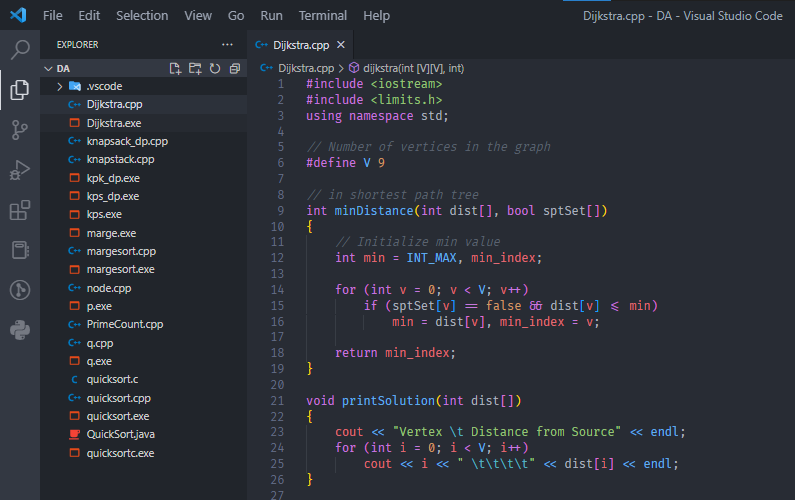 File Edit Selection View Go Run Terminal Help Dijkstra.cpp - DA - Visual Studio Code
EXPLORER ...
DA
.vscode
Dijkstra.cpp
Dijkstra.exe
knapsack_dp.cpp
knapstack.cpp
kpk_dp.exe
kps_dp.exe
kps.exe
marge.exe
margesort.cpp
margesort.exe
node.cpp
p.exe
PrimeCount.cpp
q.cpp
q.exe
quicksort.c
quicksort.cpp
quicksort.exe
QuickSort.java
quicksortc.exe
Dijkstra.cpp
Dijkstra.cpp > dijkstra(int [V][V], int)
1 #include <iostream>
2 #include <limits.h>
3 using namespace std;
4
5 // Number of vertices in the graph
6 #define V 9
7
8 // in shortest path tree
9 int minDistance(int dist[], bool sptSet[])
10 {
11 // Initialize min value
12 int min = INT_MAX, min_index;
13
14 for (int v = 0; v < V; v++)
15 if (sptSet[v] == false && dist[v] <= min)
16 min = dist[v], min_index = v;
17
18 return min_index;
19 }
20
21 void printSolution(int dist[])
22 {
23 cout << "Vertex \t Distance from Source" << endl;
24 for (int i = 0; i < V; i++)
25 cout << i << " \t\t\t\t" << dist[i] << endl;
26 }
27